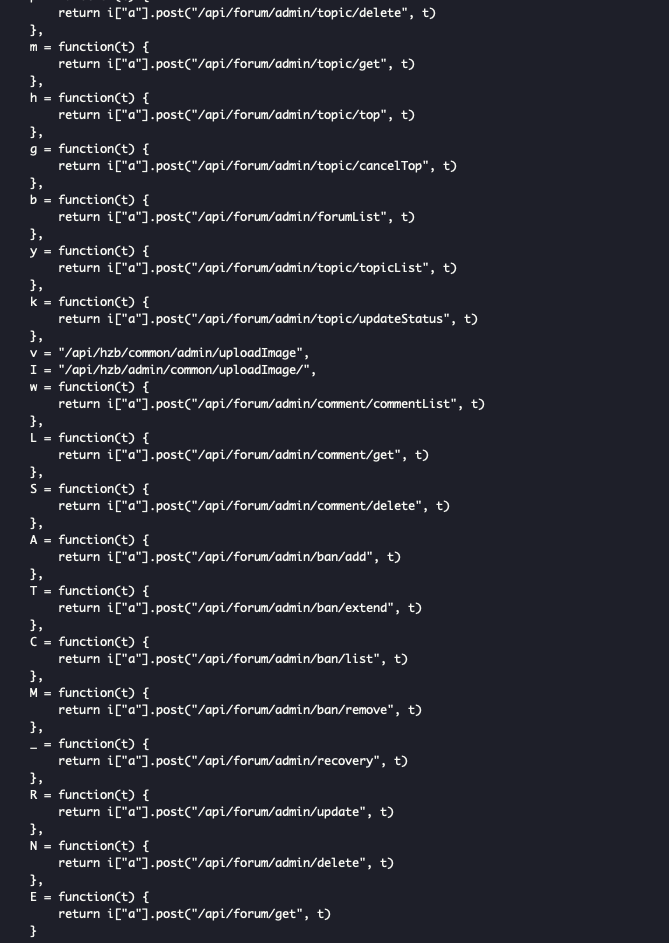 return i["a"].post("/api/forum/admin/topic/delete", t)
},
m = function(t) {
return i["a"].post("/api/forum/admin/topic/get", t)
},
h = function(t) {
return i["a"].post("/api/forum/admin/topic/top", t)
},
g = function(t) {
return i["a"].post("/api/forum/admin/topic/cancelTop", t)
},
b = function(t) {
return i["a"].post("/api/forum/admin/forumList", t)
},
y = function(t) {
return i["a"].post("/api/forum/admin/topic/topicList", t)
},
k = function(t) {
return i["a"].post("/api/forum/admin/topic/updateStatus", t)
},
v = "/api/hzb/common/admin/uploadImage",
I = "/api/hzb/admin/common/uploadImage/",
w = function(t) {
return i["a"].post("/api/forum/admin/comment/commentList", t)
},
L = function(t) {
return i["a"].post("/api/forum/admin/comment/get", t)
},
S = function(t) {
return i["a"].post("/api/forum/admin/comment/delete", t)
},
A = function(t) {
return i["a"].post("/api/forum/admin/ban/add", t)
},
T = function(t) {
return i["a"].post("/api/forum/admin/ban/extend", t)
},
C = function(t) {
return i["a"].post("/api/forum/admin/ban/list", t)
},
M = function(t) {
return i["a"].post("/api/forum/admin/ban/remove", t)
},
_ = function(t) {
return i["a"].post("/api/forum/admin/recovery", t)
},
R = function(t) {
return i["a"].post("/api/forum/admin/update", t)
},
N = function(t) {
return i["a"].post("/api/forum/admin/delete", t)
},
E = function(t) {
return i["a"].post("/api/forum/get", t)
}